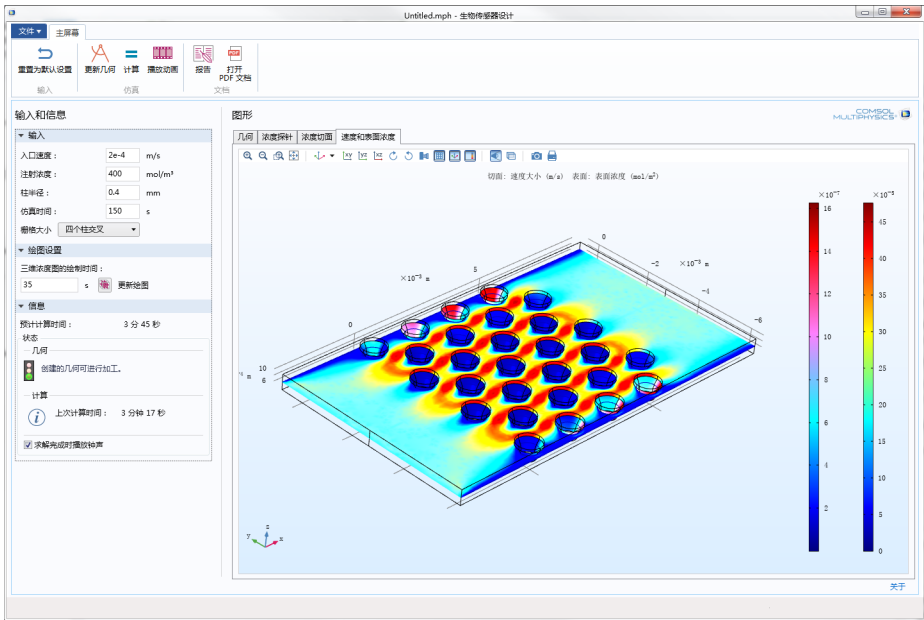 Untitled.mph - 生物传感器设计
文件
主屏幕
重置为默认设置
更新几何
计算
播放动画
报告
打开
PDF 文档
输入
仿真
文档
输入和信息
输入
入口速度：
2e-4
m/s
注射浓度：
400
mol/m³
柱半径：
0.4
mm
仿真时间：
150
s
栅格大小
四个柱交叉
绘图设置
三维浓度图的绘制时间：
35
s
更新绘图
信息
预计计算时间：
3 分 45 秒
状态
几何
创建的几何可进行加工。
计算
上次计算时间：
3 分钟 17 秒
求解完成时播放钟声
图形
COMSOL
MULTIPHYSICS
几何
浓度探针
浓度切面
速度和表面浓度
xy
yz
xz
切面: 速度大小 (m/s) 表面: 表面浓度 (mol/m²)
×10⁻⁷
16
14
12
10
8
6
4
2
×10⁻⁸
45
40
35
30
25
20
15
10
5
0
0
-2
×10⁻³ m
-4
-6
5
×10⁻³ m
0
10
6
m
z
y
x
关于